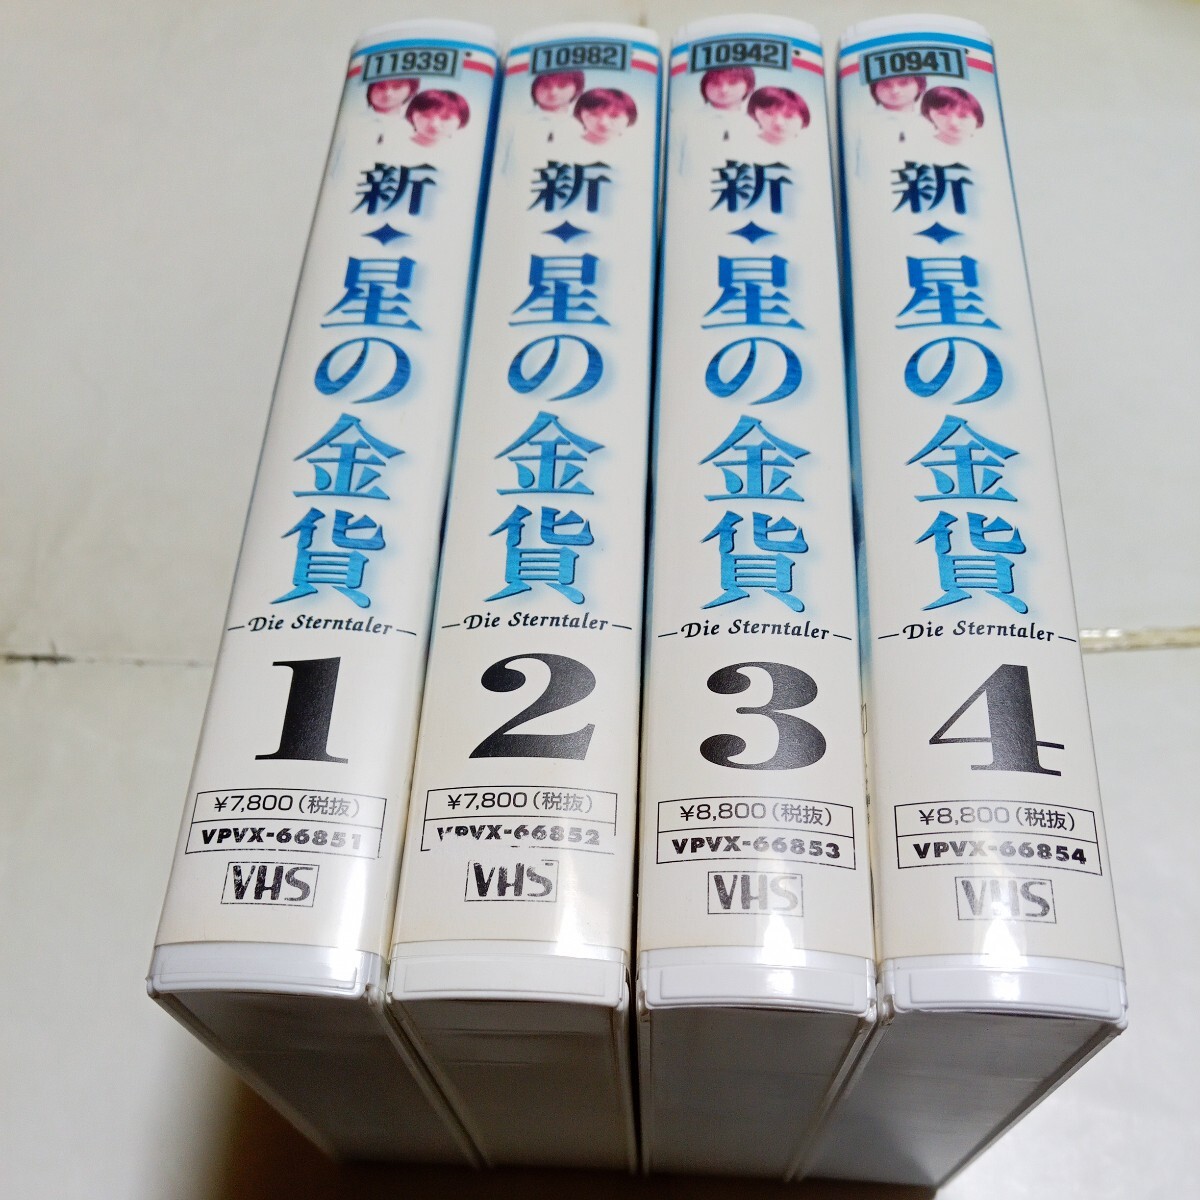 11939
新✦星の金貨
—Die Sterntaler—
1
¥7,800(税抜)
VPVX-66851
VHS
10982
新✦星の金貨
—Die Sterntaler—
2
¥7,800(税抜)
VPVX-66852
VHS
10942
新✦星の金貨
—Die Sterntaler—
3
¥8,800(税抜)
VPVX-66853
VHS
10941
新✦星の金貨
—Die Sterntaler—
4
¥8,800(税抜)
VPVX-66854
VHS